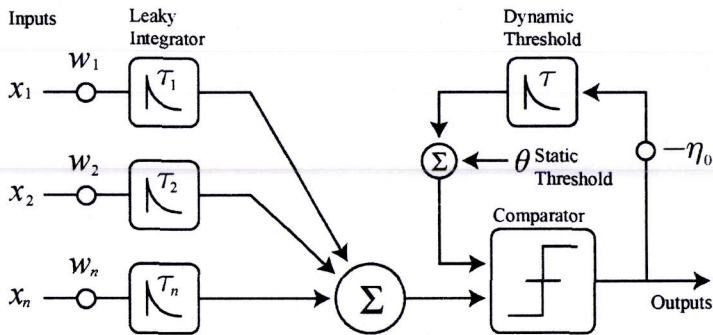 Inputs
Leaky
Integrator
Dynamic
Threshold
x1
w1
τ1
τ
−η0
Σ
θ
Static
Threshold
x2
w2
τ2
Comparator
xn
wn
τn
Σ
Outputs